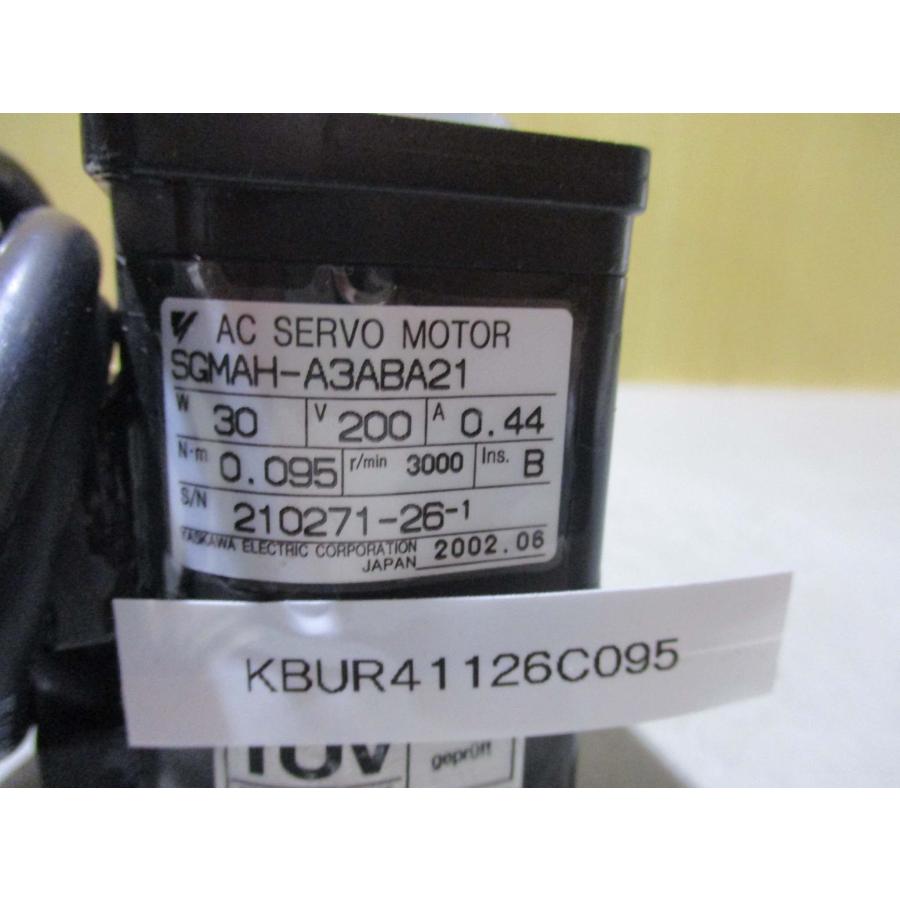 AC SERVO MOTOR
SGMAH-A3ABA21
W 30 V 200 A 0.44
N·m 0.095 r/min 3000 Ins. B
S/N 210271-26-1
YASKAWA ELECTRIC CORPORATION 2002.06
JAPAN
KBUR41126C095
TÜV
geprüft